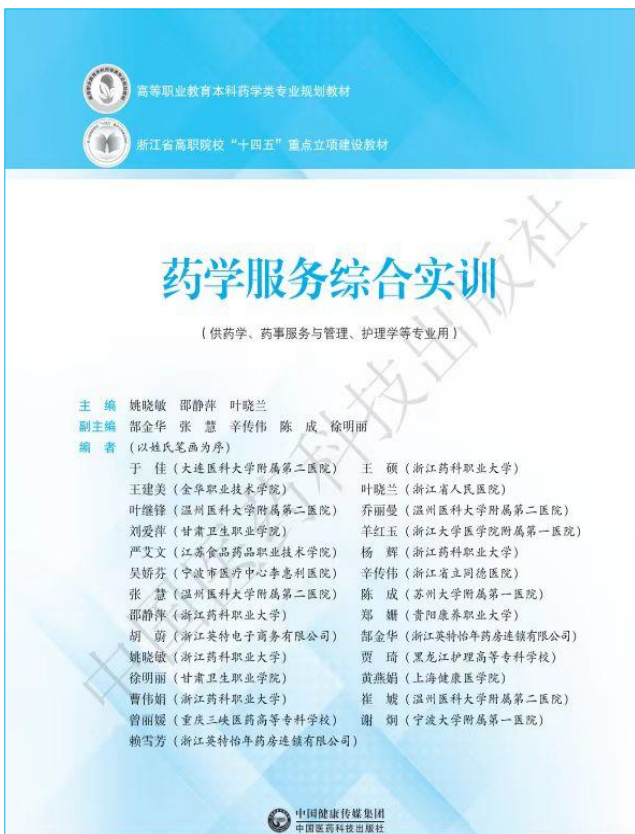 高等职业教育本科药学类专业规划教材
浙江省高职院校“十四五”重点立项建设教材
药学服务综合实训
（供药学、药事服务与管理、护理学等专业用）
主 编 姚晓敏 邵静萍 叶晓兰
副主编 郜金华 张 慧 辛传伟 陈 成 徐明丽
编 者 （以姓氏笔画为序）
于 佳（大连医科大学附属第二医院） 王 硕（浙江药科职业大学）
王建美（金华职业技术学院） 叶晓兰（浙江省人民医院）
叶继锋（温州医科大学附属第二医院） 乔丽曼（温州医科大学附属第二医院）
刘爱萍（甘肃卫生职业学院） 羊红玉（浙江大学医学院附属第一医院）
严艾文（江苏食品药品职业技术学院） 杨 辉（浙江药科职业大学）
吴娇芬（宁波市医疗中心李惠利医院） 辛传伟（浙江省立同德医院）
张 慧（温州医科大学附属第二医院） 陈 成（苏州大学附属第一医院）
邵静萍（浙江药科职业大学） 郑 姗（贵阳康养职业大学）
胡 蔚（浙江英特电子商务有限公司） 郜金华（浙江英特怡年药房连锁有限公司）
姚晓敏（浙江药科职业大学） 贾 琦（黑龙江护理高等专科学校）
徐明丽（甘肃卫生职业学院） 黄燕娟（上海健康医学院）
曹伟娟（浙江药科职业大学） 崔 城（温州医科大学附属第二医院）
曾丽媛（重庆三峡医药高等专科学校） 谢 炯（宁波大学附属第一医院）
赖雪芳（浙江英特怡年药房连锁有限公司）
中国健康传媒集团
中国医药科技出版社
中国医药科技出版社